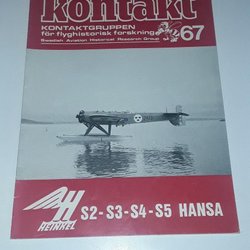 kontakt
KONTAKTGRUPPEN
för flyghistorisk forskning
Swedish Aviation Historical Research Group
67
HEINKEL
S2-S3-S4-S5 HANSA